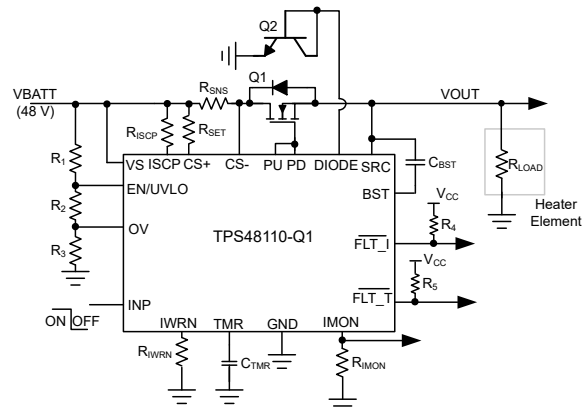 Q2
Q1
VBATT
(48 V)
RSNS
VOUT
RISCP
RSET
R1
VS
ISCP
CS+
CS-
PU
PD
DIODE
SRC
CBST
RLOAD
EN/UVLO
BST
VCC
Heater
Element
R2
OV
TPS48110-Q1
FLT_I
R4
R3
VCC
FLT_T
R5
INP
ON
OFF
IWRN
TMR
GND
IMON
RIWRN
CTMR
RIMON